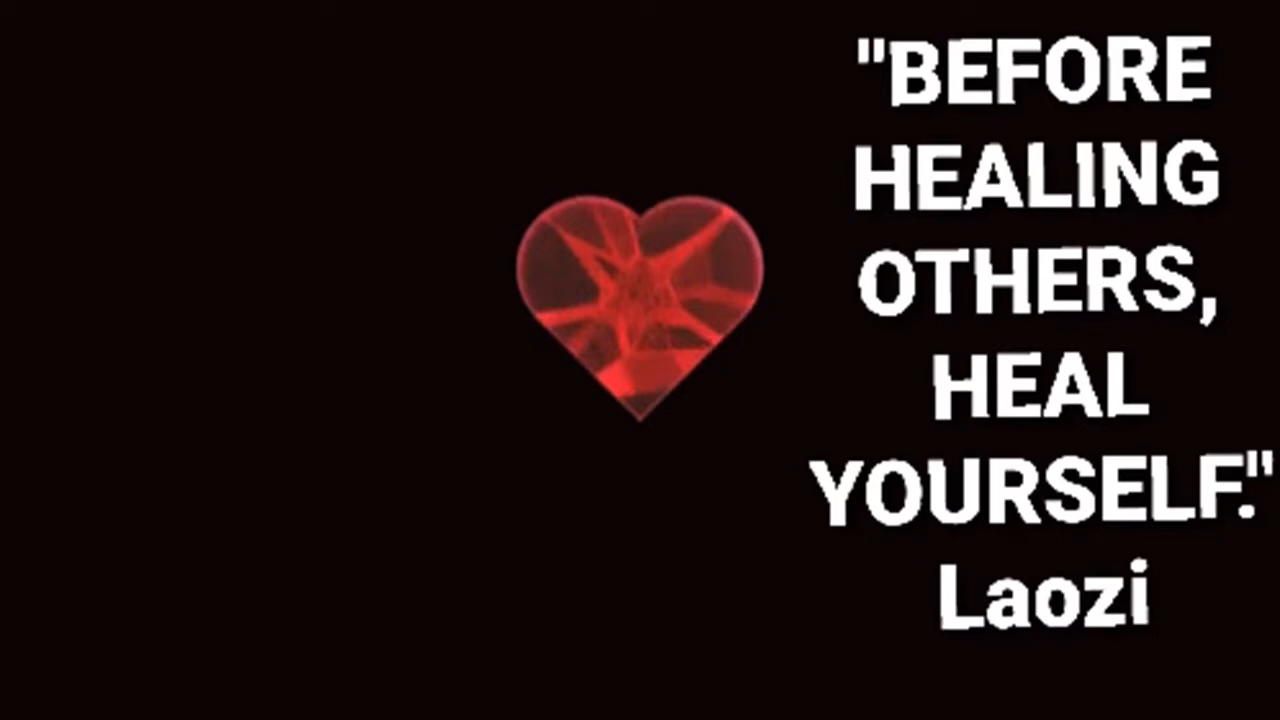 "BEFORE
HEALING
OTHERS,
HEAL
YOURSELF."
Laozi